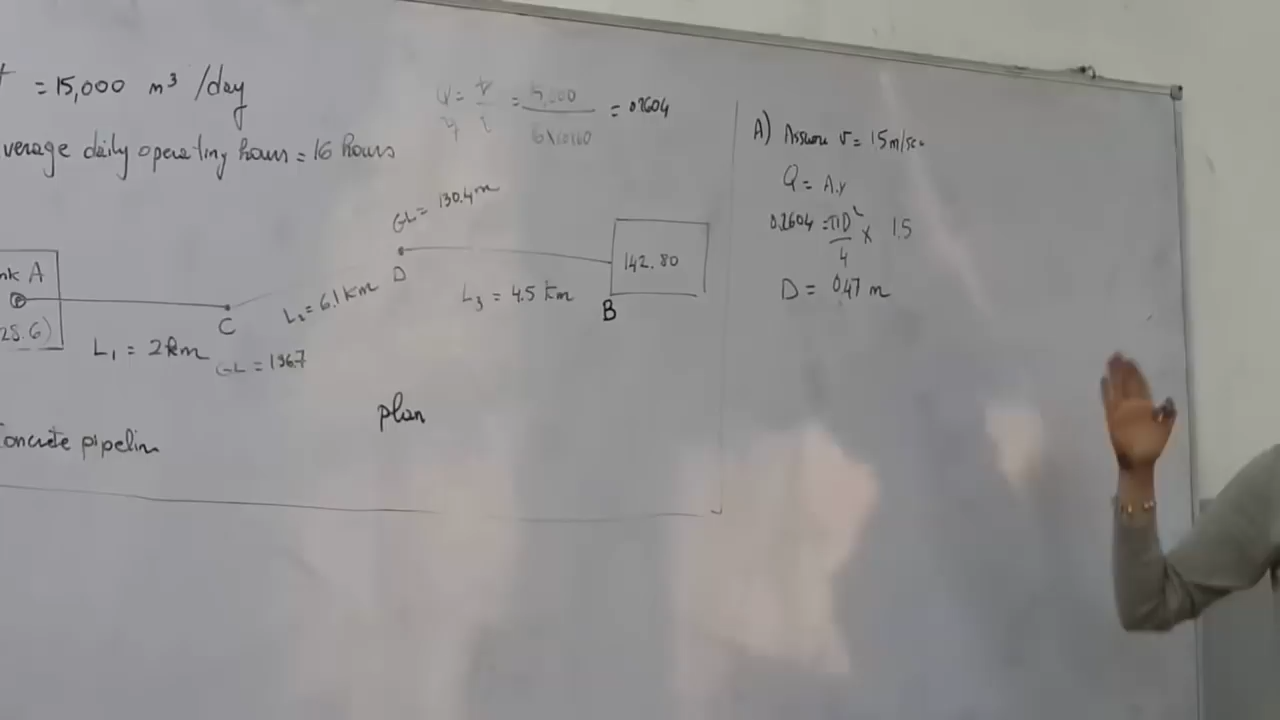 = 15,000 m³ /day
verage daily operating hours = 16 hours
= 0.2604
GL = 130.4 m
D
142.80
nk A
L₂ = 6.1 km
L₃ = 4.5 km
B
C
28.6)
L₁ = 2 km
GL = 136.7
plan
oncrete pipelin
A) Assume v = 1.5 m/sec
Q = A.v
0.2604 = πD² / 4 × 1.5
D = 0.47 m